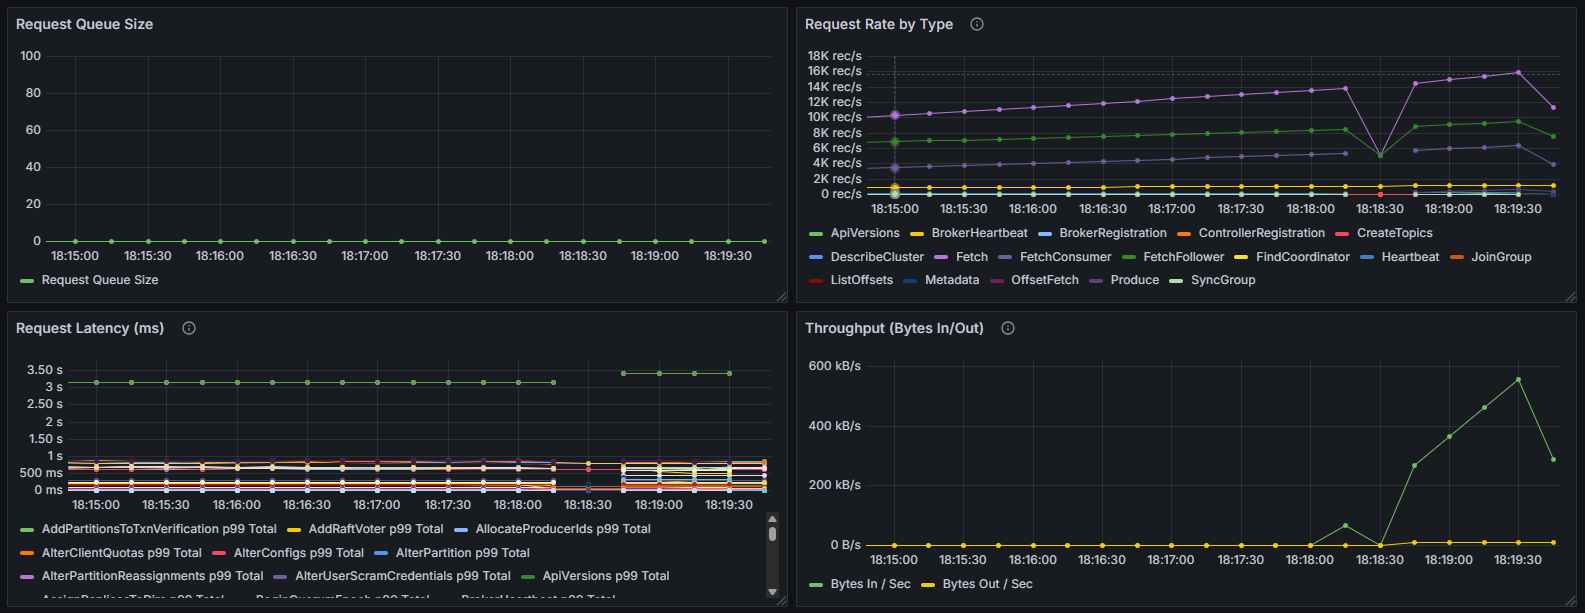 Request Queue Size
100
80
60
40
20
0
18:15:00 18:15:30 18:16:00 18:16:30 18:17:00 18:17:30 18:18:00 18:18:30 18:19:00 18:19:30
Request Queue Size
Request Rate by Type
18K rec/s
16K rec/s
14K rec/s
12K rec/s
10K rec/s
8K rec/s
6K rec/s
4K rec/s
2K rec/s
0 rec/s
18:15:00 18:15:30 18:16:00 18:16:30 18:17:00 18:17:30 18:18:00 18:18:30 18:19:00 18:19:30
ApiVersions BrokerHeartbeat BrokerRegistration ControllerRegistration CreateTopics
DescribeCluster Fetch FetchConsumer FetchFollower FindCoordinator Heartbeat JoinGroup
ListOffsets Metadata OffsetFetch Produce SyncGroup
Request Latency (ms)
3.50 s
3 s
2.50 s
2 s
1.50 s
1 s
500 ms
0 ms
18:15:00 18:15:30 18:16:00 18:16:30 18:17:00 18:17:30 18:18:00 18:18:30 18:19:00 18:19:30
AddPartitionsToTxnVerification p99 Total AddRaftVoter p99 Total AllocateProducerIds p99 Total
AlterClientQuotas p99 Total AlterConfigs p99 Total AlterPartition p99 Total
AlterPartitionReassignments p99 Total AlterUserScramCredentials p99 Total ApiVersions p99 Total
AssignReplicasToDirs p99 Total BeginQuorumEpoch p99 Total BrokerHeartbeat p99 Total
Throughput (Bytes In/Out)
600 kB/s
400 kB/s
200 kB/s
0 B/s
18:15:00 18:15:30 18:16:00 18:16:30 18:17:00 18:17:30 18:18:00 18:18:30 18:19:00 18:19:30
Bytes In / Sec Bytes Out / Sec